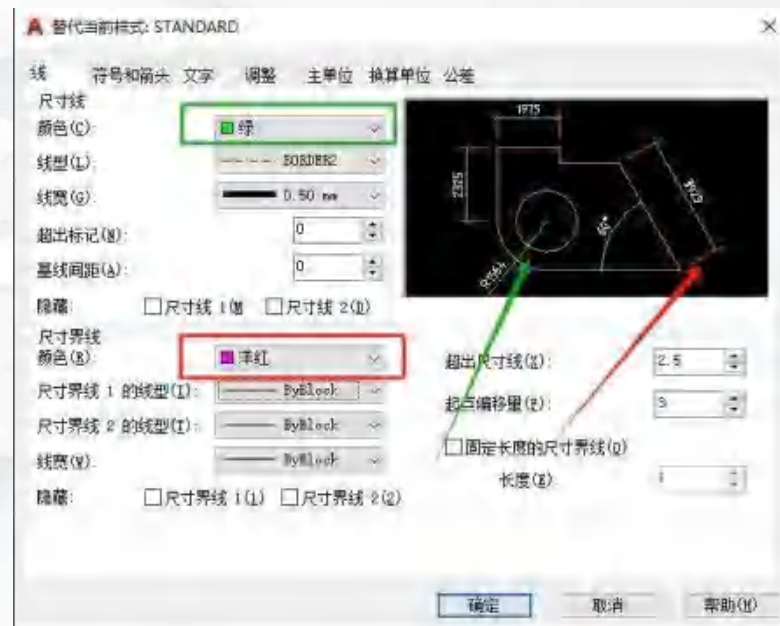 替代当前样式: STANDARD
线 符号和箭头 文字 调整 主单位 换算单位 公差
尺寸线
颜色(C): 绿
线型(L): BORDER2
线宽(G): 0.50 mm
超出标记(N): 0
基线间距(A): 0
隐藏: 尺寸线 1(M 尺寸线 2(D)
尺寸界线
颜色(R): 洋红
尺寸界线 1 的线型(I): ByBlock
尺寸界线 2 的线型(T): ByBlock
线宽(W): ByBlock
隐藏: 尺寸界线 1(1) 尺寸界线 2(2)
1975
2325
60°
超出尺寸线(X): 2.5
起点偏移量(F): 3
固定长度的尺寸界线(O)
长度(E): 1
确定 取消 帮助(H)